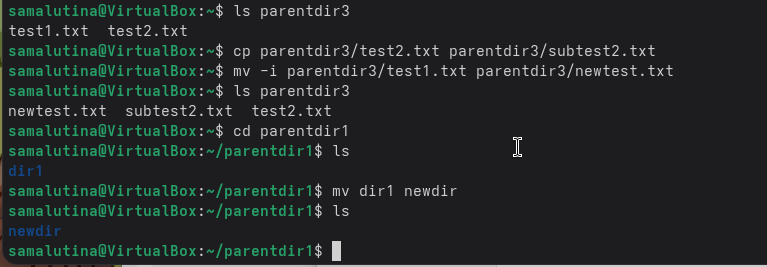 samalutina@VirtualBox:~$ ls parentdir3
test1.txt  test2.txt
samalutina@VirtualBox:~$ cp parentdir3/test2.txt parentdir3/subtest2.txt
samalutina@VirtualBox:~$ mv -i parentdir3/test1.txt parentdir3/newtest.txt
samalutina@VirtualBox:~$ ls parentdir3
newtest.txt  subtest2.txt  test2.txt
samalutina@VirtualBox:~$ cd parentdir1
samalutina@VirtualBox:~/parentdir1$ ls
dir1
samalutina@VirtualBox:~/parentdir1$ mv dir1 newdir
samalutina@VirtualBox:~/parentdir1$ ls
newdir
samalutina@VirtualBox:~/parentdir1$